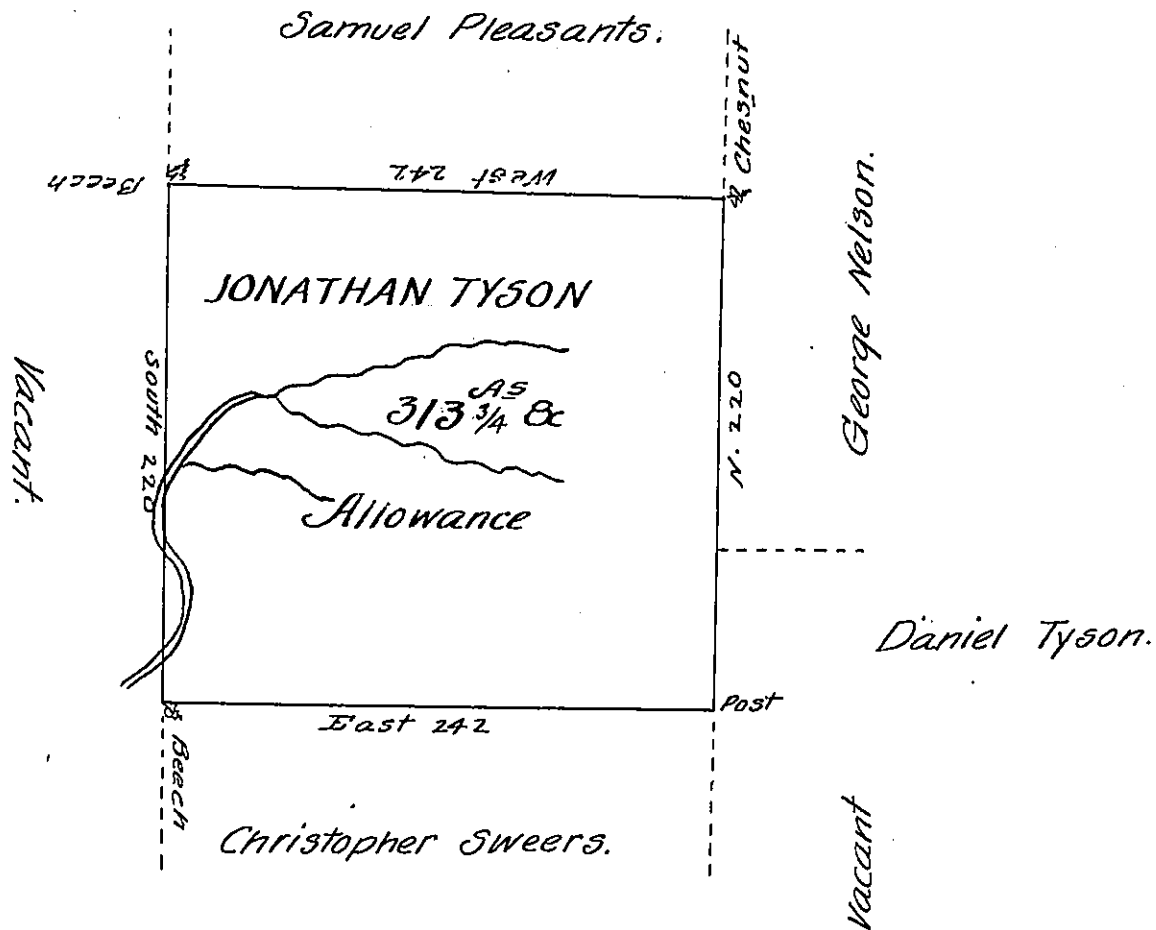 Samuel Pleasants.
Chesnut
Beech
West 242
JONATHAN TYSON
George Nelson.
Vacant.
South 220
As
313 3/4 &c
N. 220
Allowance
Daniel Tyson.
Post
East 242
Beech
Christopher Sweers.
Vacant